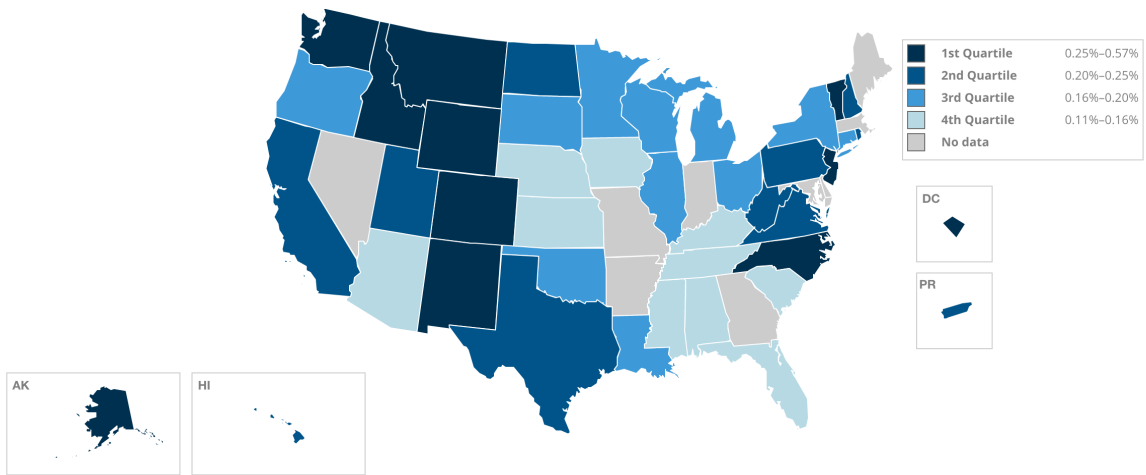 1st Quartile 0.25%–0.57%
2nd Quartile 0.20%–0.25%
3rd Quartile 0.16%–0.20%
4th Quartile 0.11%–0.16%
No data
DC
PR
AK
HI